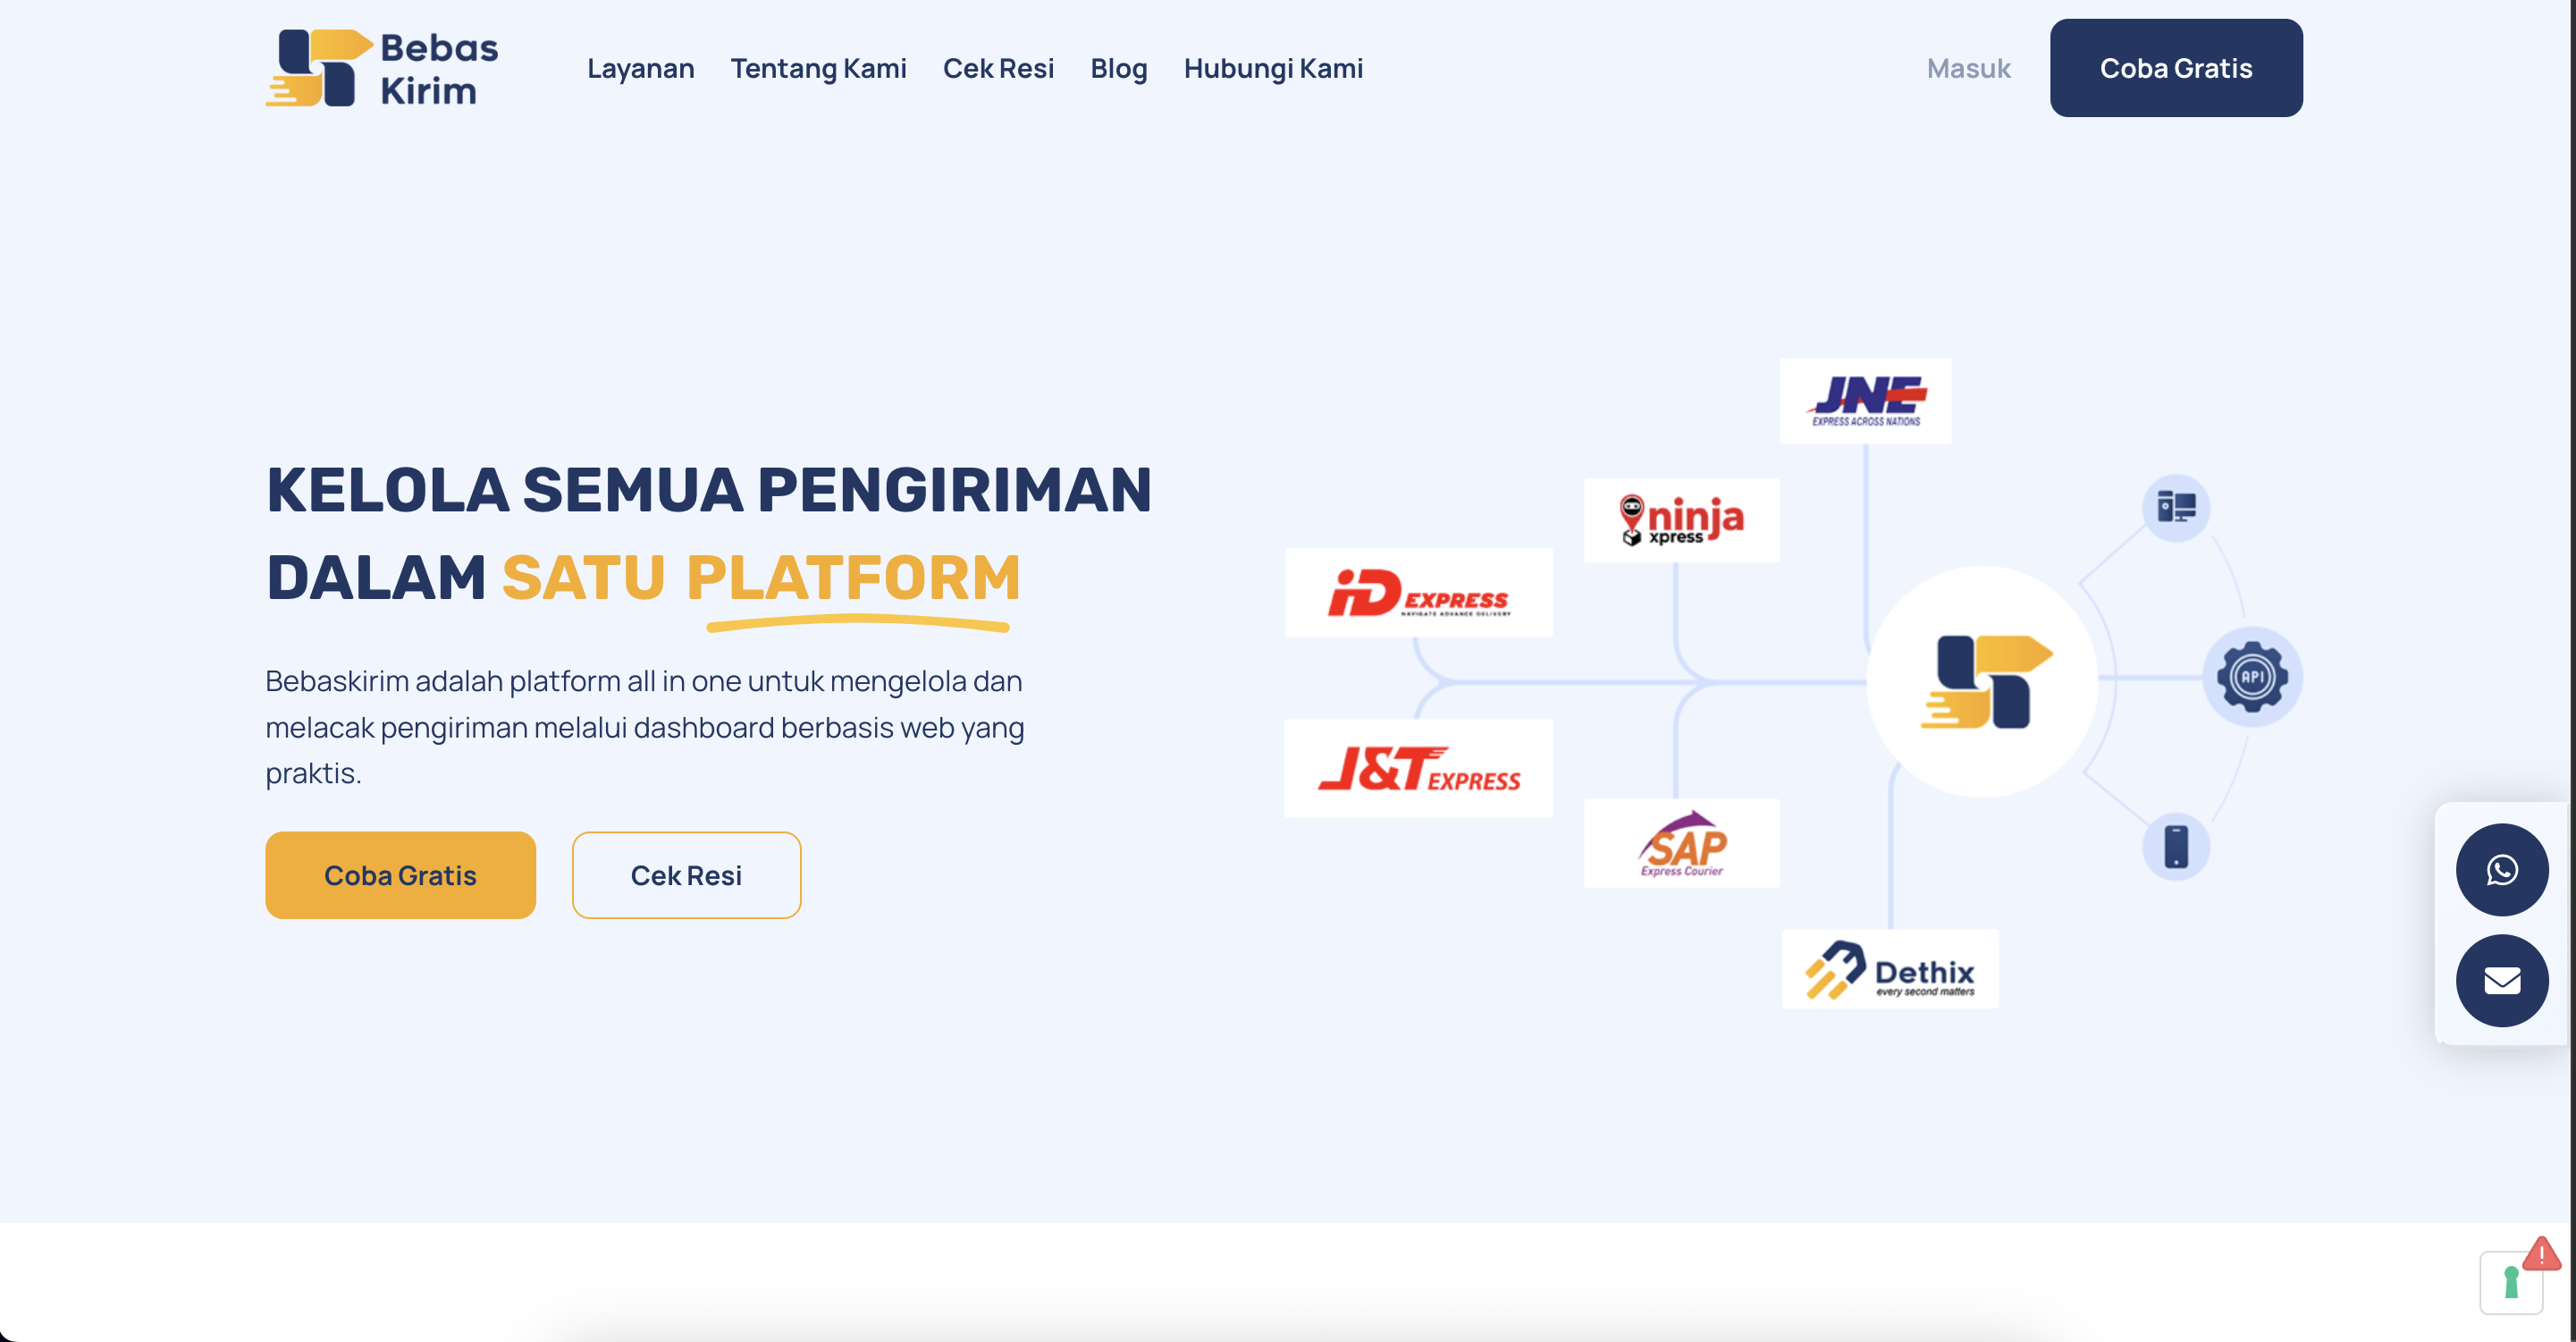 Bebas
Kirim
Layanan
Tentang Kami
Cek Resi
Blog
Hubungi Kami
Masuk
Coba Gratis
KELOLA SEMUA PENGIRIMAN
DALAM SATU PLATFORM
Bebaskirim adalah platform all in one untuk mengelola dan
melacak pengiriman melalui dashboard berbasis web yang
praktis.
Coba Gratis
Cek Resi
JNE
EXPRESS ACROSS NATIONS
ninja
xpress
iD EXPRESS
NAVIGATE ADVANCE DELIVERY
J&T EXPRESS
SAP
Express Courier
Dethix
every second matters
API